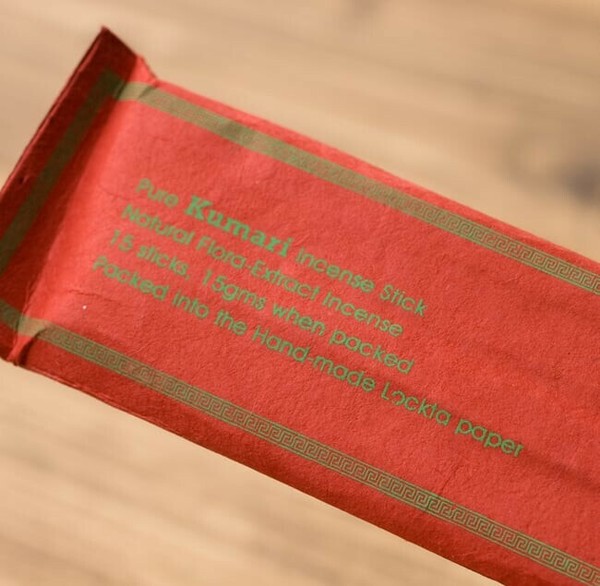 Pure Kumari Incense Stick
Natural Flora-Extract Incense
15 sticks, 15gms when packed
Packed into the Hand-made Lockta paper